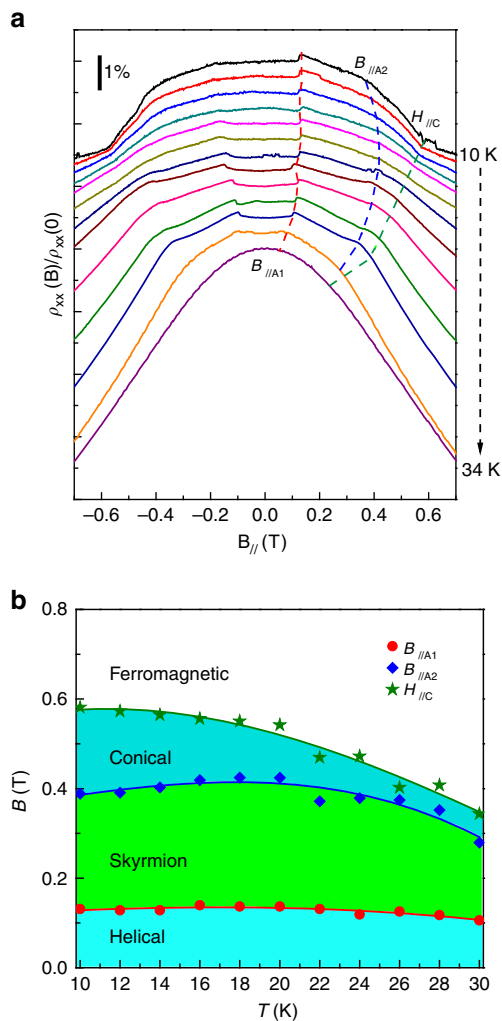 a
1%
B//A2
H//C
10 K
B//A1
34 K
ρxx(B)/ρxx(0)
−0.6 −0.4 −0.2 0.0 0.2 0.4 0.6
B// (T)
b
0.8
0.6
0.4
0.2
0.0
B (T)
Ferromagnetic
Conical
Skyrmion
Helical
B//A1
B//A2
H//C
10 12 14 16 18 20 22 24 26 28 30
T (K)